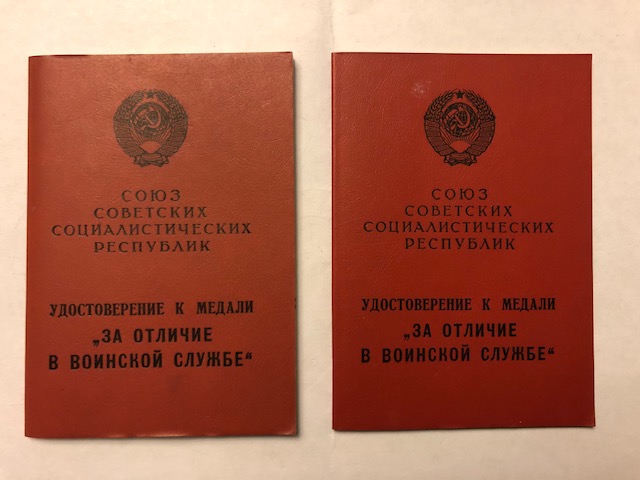 СОЮЗ
СОВЕТСКИХ
СОЦИАЛИСТИЧЕСКИХ
РЕСПУБЛИК
УДОСТОВЕРЕНИЕ К МЕДАЛИ
„ЗА ОТЛИЧИЕ
В ВОИНСКОЙ СЛУЖБЕ“
СОЮЗ
СОВЕТСКИХ
СОЦИАЛИСТИЧЕСКИХ
РЕСПУБЛИК
УДОСТОВЕРЕНИЕ К МЕДАЛИ
„ЗА ОТЛИЧИЕ
В ВОИНСКОЙ СЛУЖБЕ“